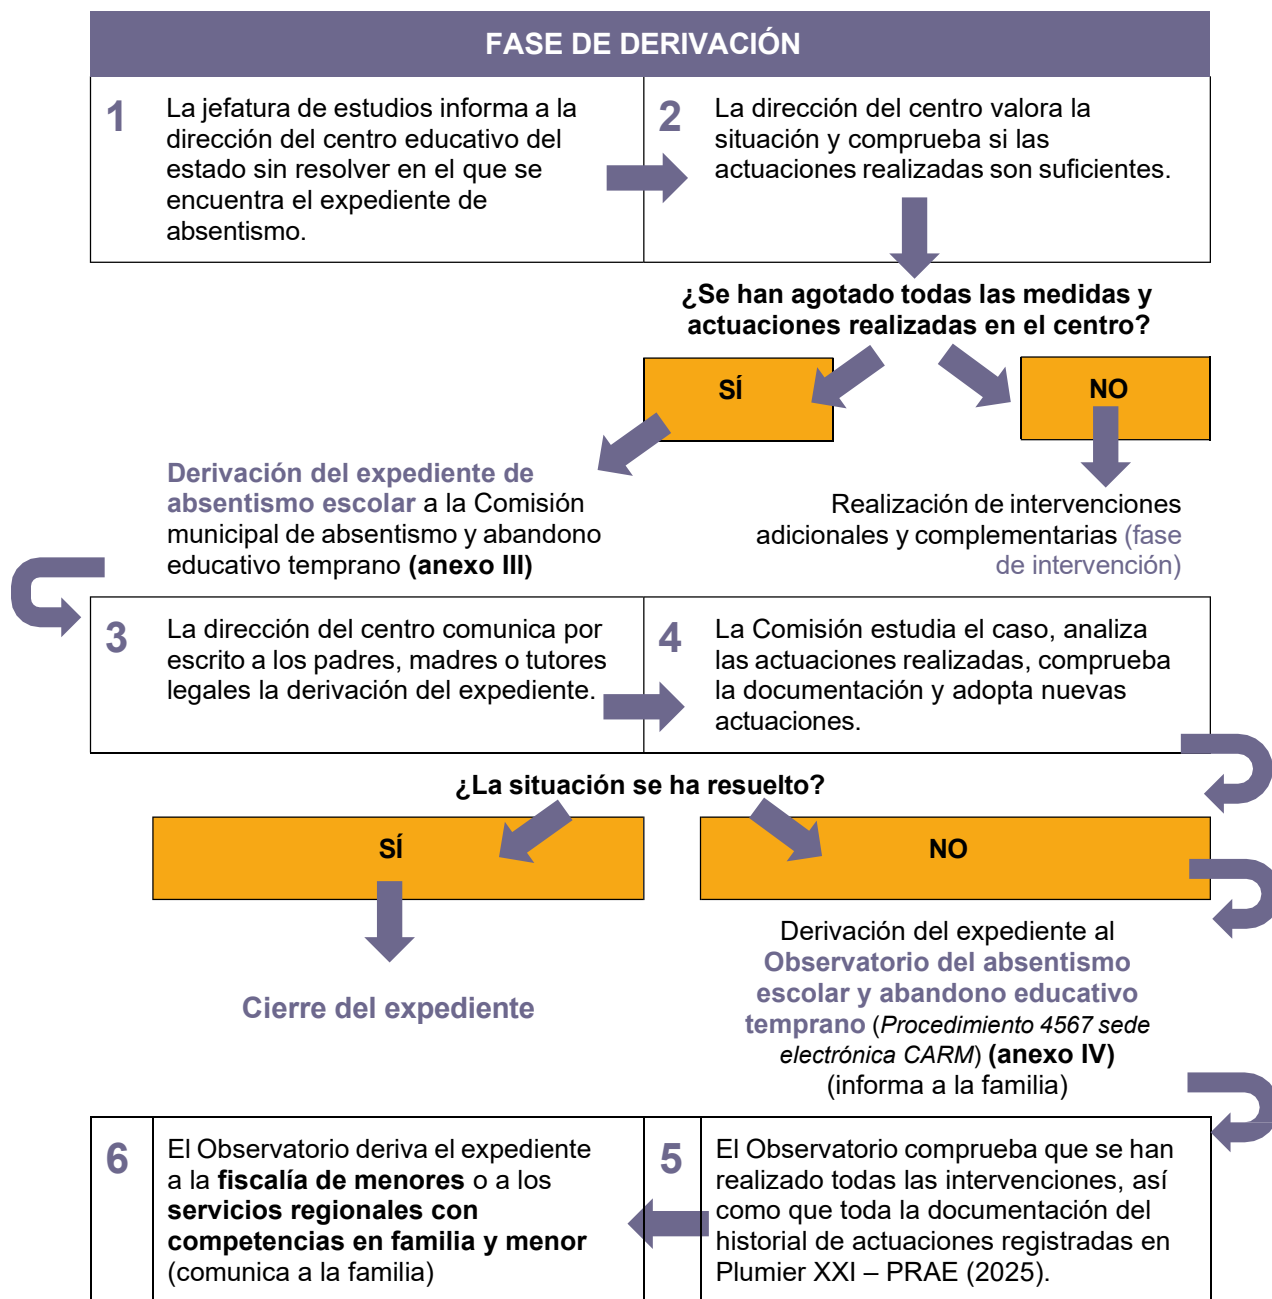 FASE DE DERIVACIÓN
1
La jefatura de estudios informa a la
dirección del centro educativo del
estado sin resolver en el que se
encuentra el expediente de
absentismo.
2
La dirección del centro valora la
situación y comprueba si las
actuaciones realizadas son suficientes.
¿Se han agotado todas las medidas y
actuaciones realizadas en el centro?
SÍ
NO
Derivación del expediente de
absentismo escolar a la Comisión
municipal de absentismo y abandono
educativo temprano (anexo III)
Realización de intervenciones
adicionales y complementarias (fase
de intervención)
3
La dirección del centro comunica por
escrito a los padres, madres o tutores
legales la derivación del expediente.
4
La Comisión estudia el caso, analiza
las actuaciones realizadas, comprueba
la documentación y adopta nuevas
actuaciones.
¿La situación se ha resuelto?
SÍ
NO
Cierre del expediente
Derivación del expediente al
Observatorio del absentismo
escolar y abandono educativo
temprano (Procedimiento 4567 sede
electrónica CARM) (anexo IV)
(informa a la familia)
6
El Observatorio deriva el expediente
a la fiscalía de menores o a los
servicios regionales con
competencias en familia y menor
(comunica a la familia)
5
El Observatorio comprueba que se han
realizado todas las intervenciones, así
como que toda la documentación del
historial de actuaciones registradas en
Plumier XXI – PRAE (2025).